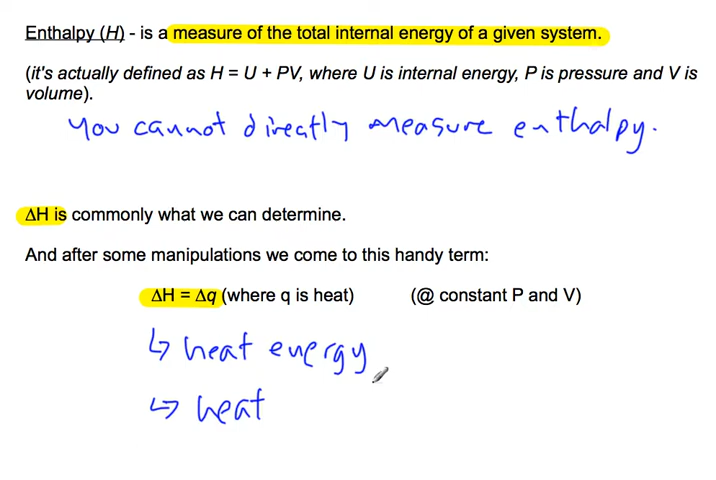 Enthalpy (H) - is a measure of the total internal energy of a given system.
(it's actually defined as H = U + PV, where U is internal energy, P is pressure and V is
volume).
You cannot directly measure enthalpy.
ΔH is commonly what we can determine.
And after some manipulations we come to this handy term:
ΔH = Δq (where q is heat) (@ constant P and V)
↳ heat energy
↳ heat